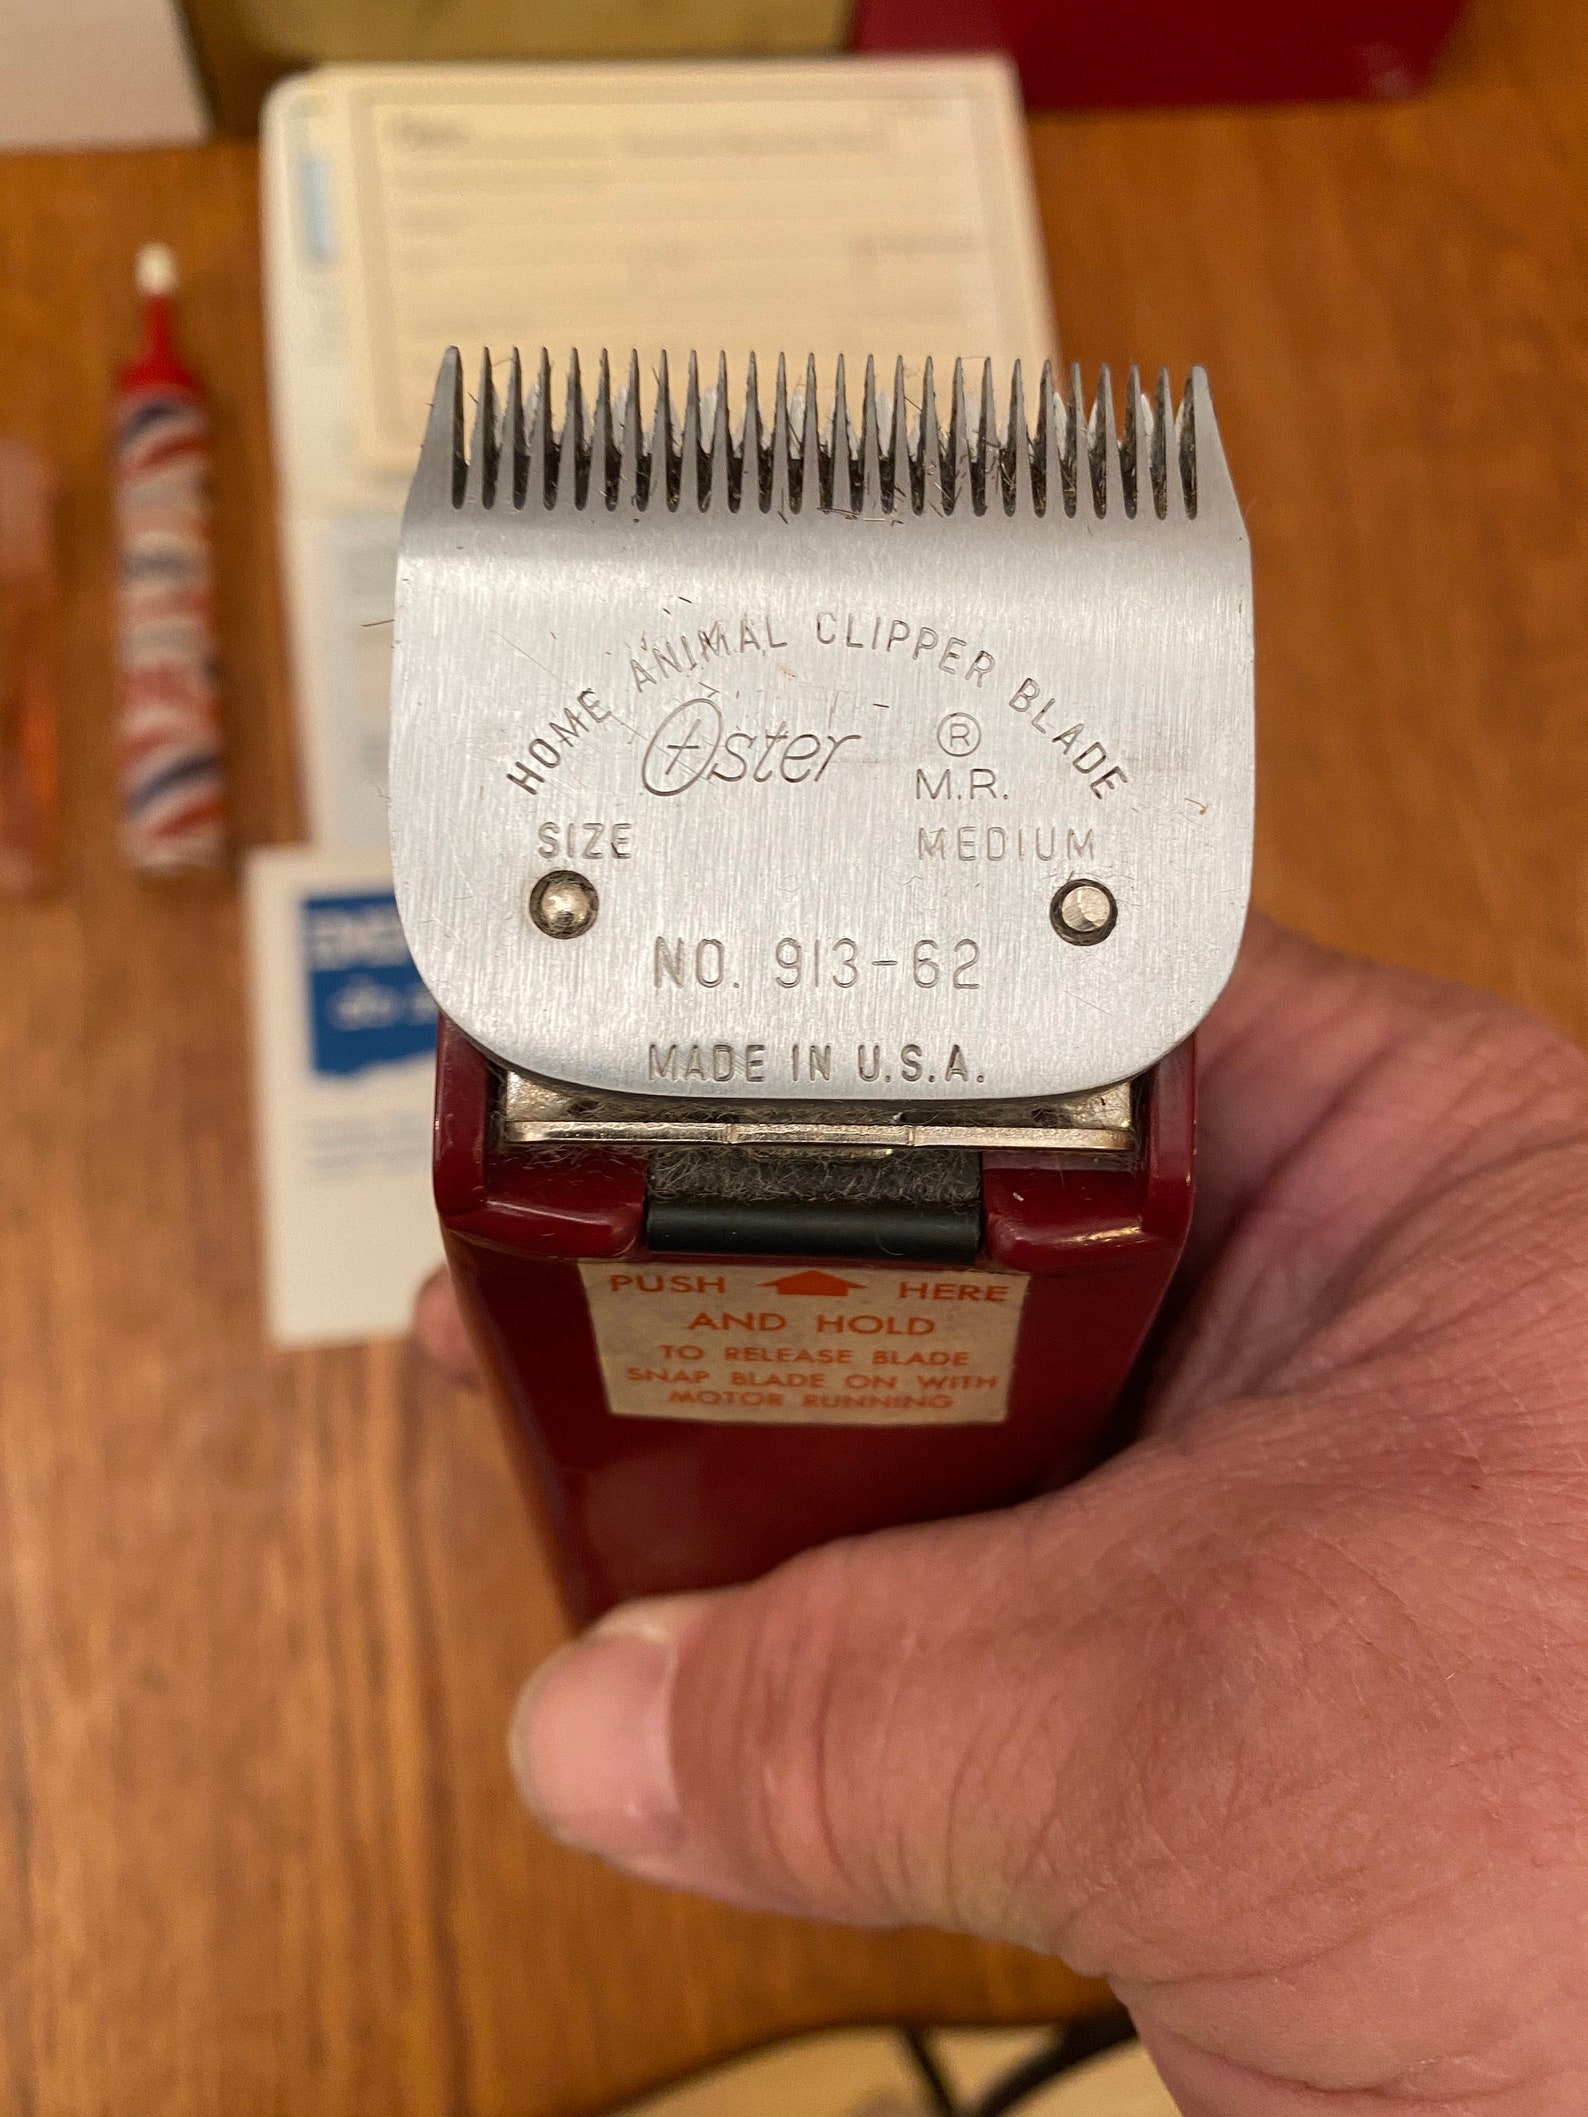 HOME ANIMAL CLIPPER BLADE
Oster ®
M.R.
SIZE MEDIUM
NO. 913-62
MADE IN U.S.A.
PUSH HERE
AND HOLD
TO RELEASE BLADE
SNAP BLADE ON WITH
MOTOR RUNNING